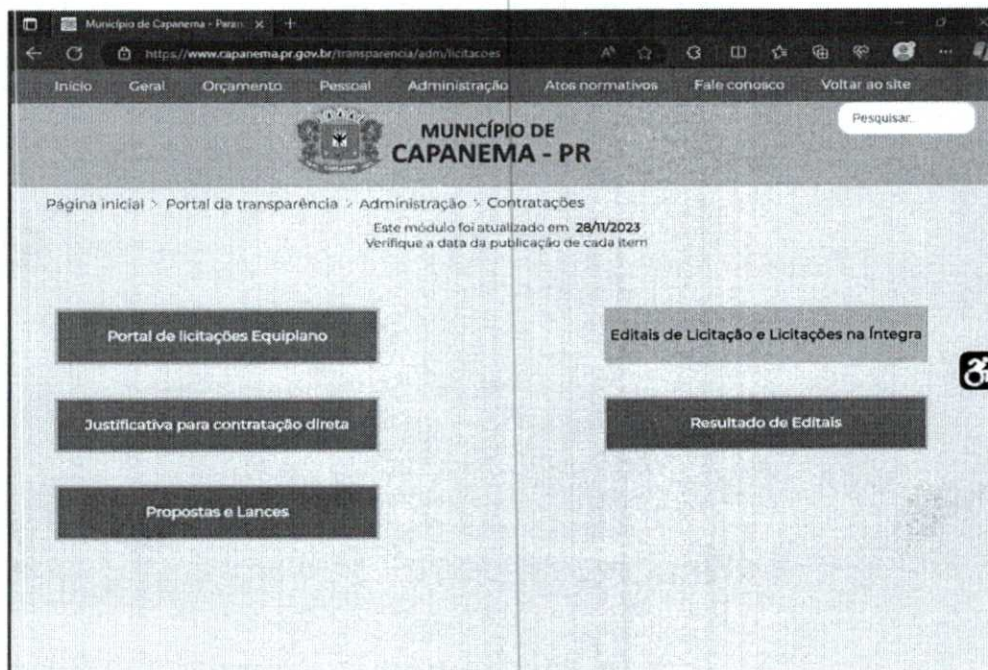 Município de Capanema - Paran
https://www.capanema.pr.gov.br/transparencia/adm/licitacoes
Início Geral Orçamento Pessoal Administração Atos normativos Fale conosco Voltar ao site
Pesquisar...
MUNICÍPIO DE
CAPANEMA - PR
Página inicial > Portal da transparência > Administração > Contratações
Este módulo foi atualizado em 28/11/2023
Verifique a data da publicação de cada item
Portal de licitações Equiplano
Editais de Licitação e Licitações na Íntegra
Justificativa para contratação direta
Resultado de Editais
Propostas e Lances